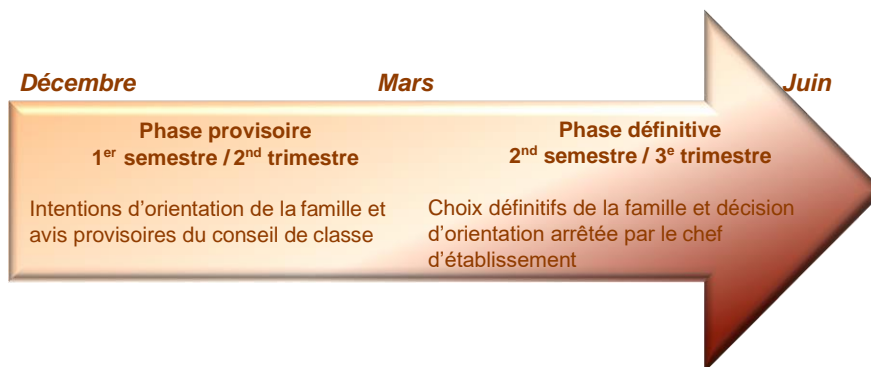 Décembre Mars Juin
Phase provisoire
1er semestre / 2nd trimestre
Intentions d'orientation de la famille et
avis provisoires du conseil de classe
Phase définitive
2nd semestre / 3e trimestre
Choix définitifs de la famille et décision
d'orientation arrêtée par le chef
d'établissement